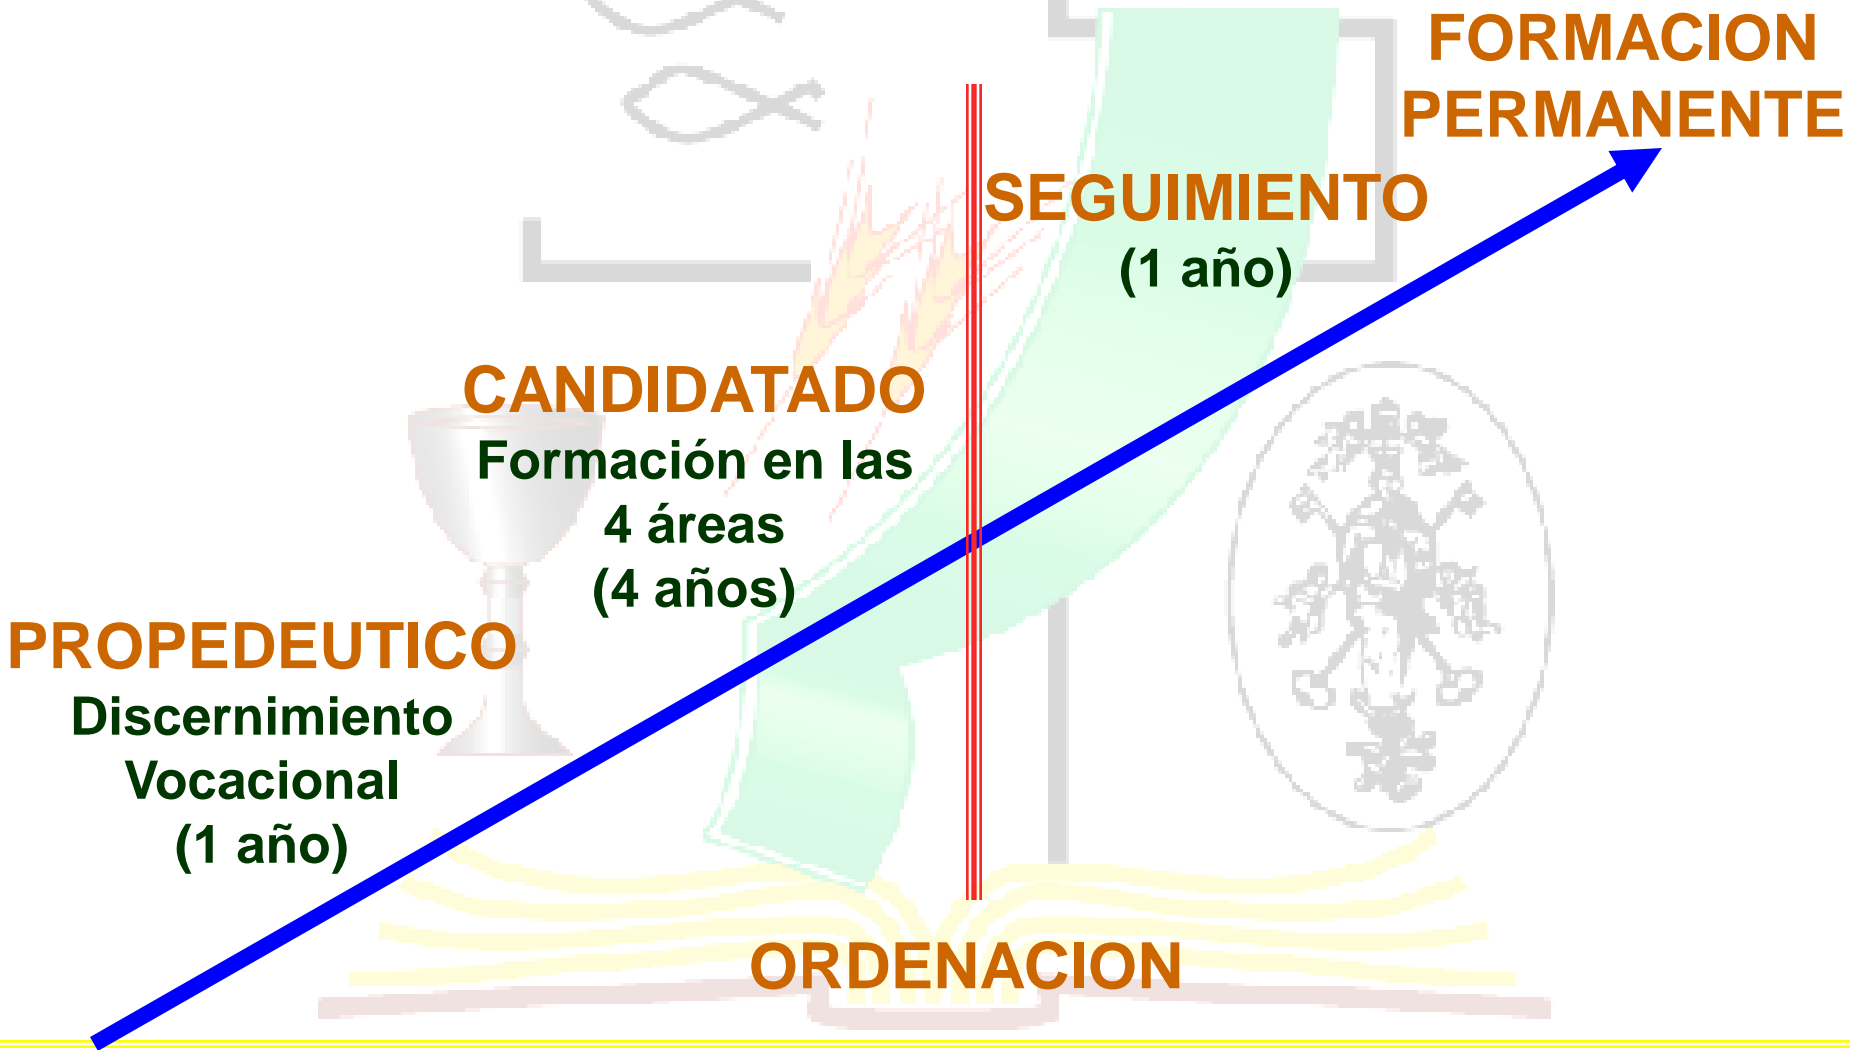 FORMACION
PERMANENTE
SEGUIMIENTO
(1 año)
CANDIDATADO
Formación en las
4 áreas
(4 años)
PROPEDEUTICO
Discernimiento
Vocacional
(1 año)
ORDENACION